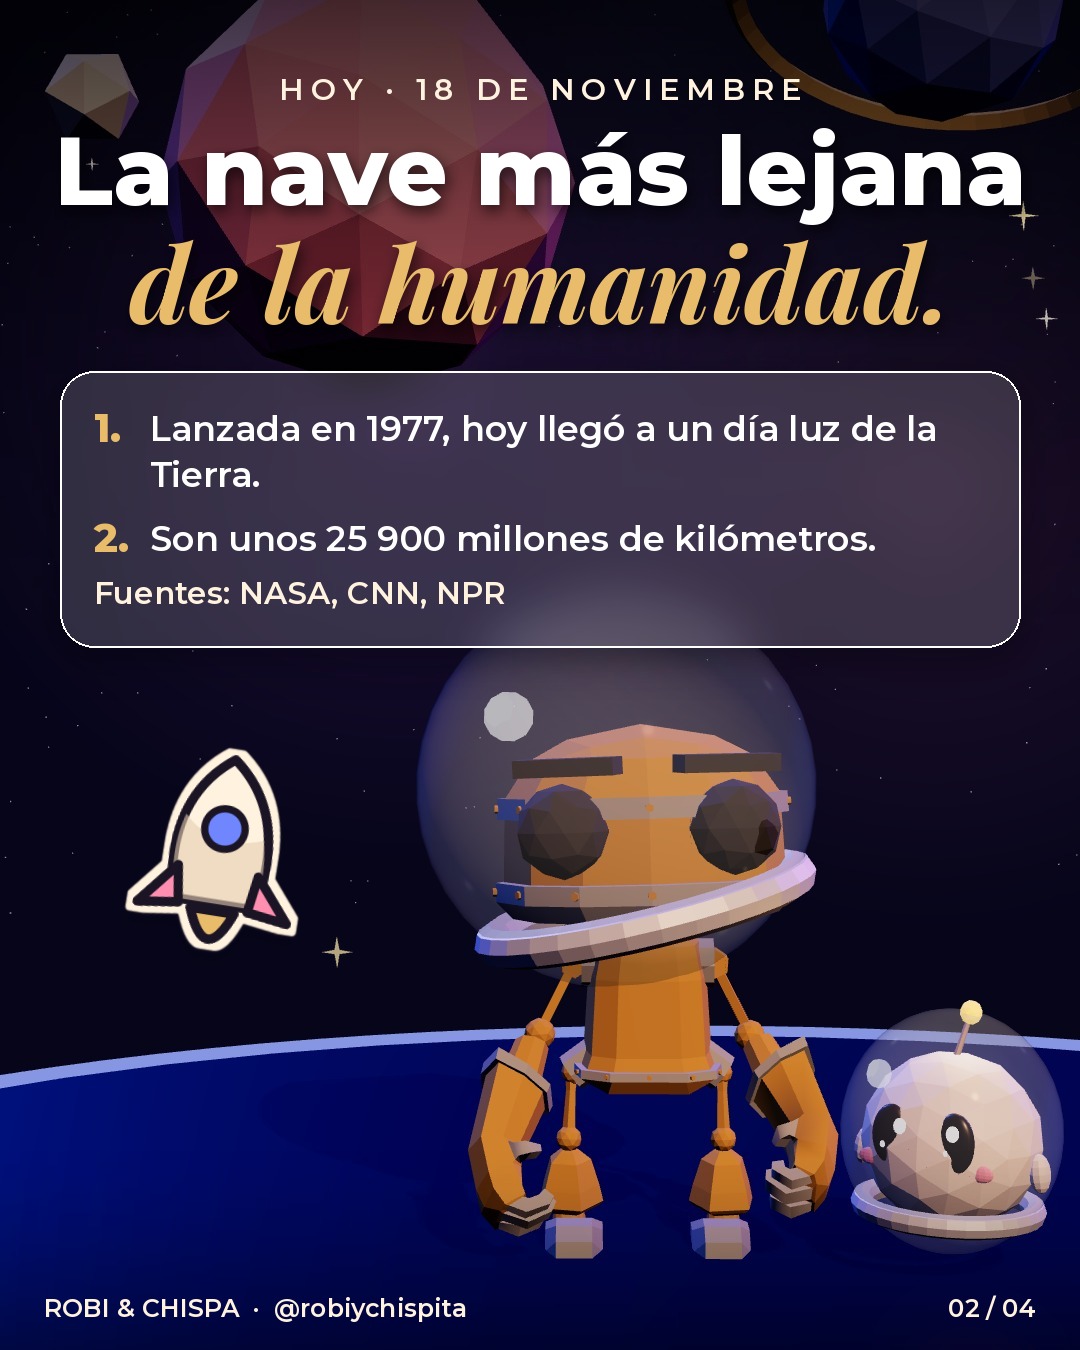 HOY · 18 DE NOVIEMBRE
La nave más lejana
de la humanidad.
1. Lanzada en 1977, hoy llegó a un día luz de la
Tierra.
2. Son unos 25 900 millones de kilómetros.
Fuentes: NASA, CNN, NPR
ROBI & CHISPA · @robiychispita
02 / 04